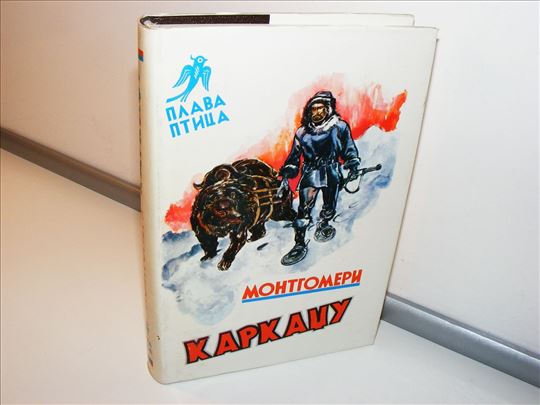 ПЛАВА
ПТИЦА
МОНТГОМЕРИ
КАРКАЏУ